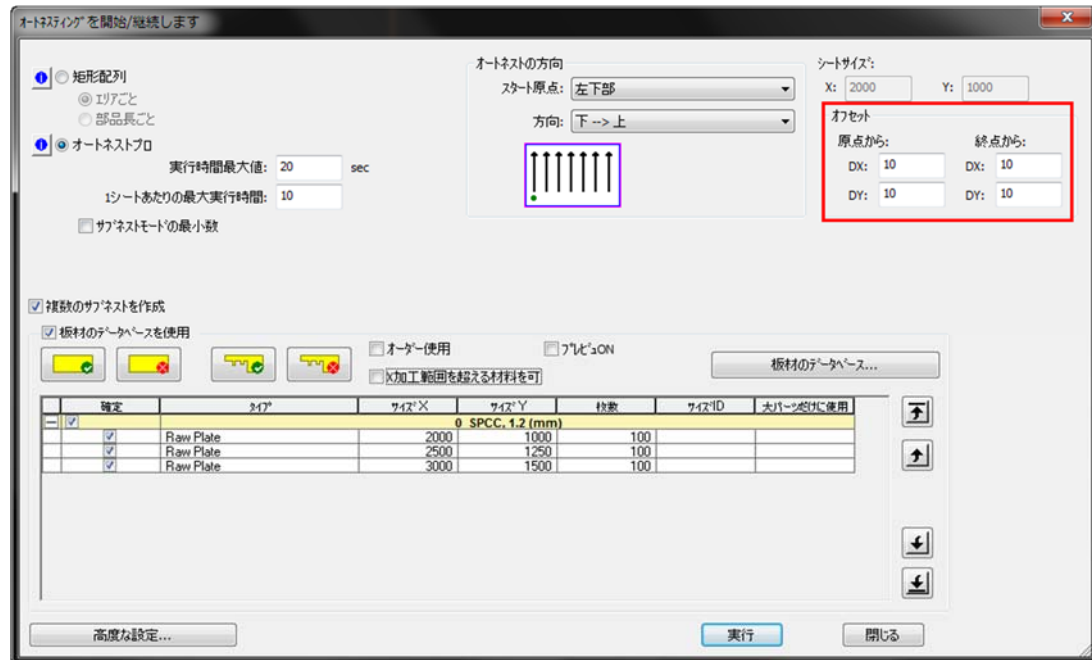 オートネスティングを開始/継続します
矩形配列
エリアごと
部品長ごと
オートネストプロ
実行時間最大値: 20 sec
1シートあたりの最大実行時間: 10
サブネストモードの最小数
オートネストの方向
スタート原点: 左下部
方向: 下 --> 上
シートサイズ:
X: 2000 Y: 1000
オフセット
原点から: 終点から:
DX: 10 DX: 10
DY: 10 DY: 10
複数のサブネストを作成
板材のデータベースを使用
オーダー使用 プレビュON
X加工範囲を超える材料を可
板材のデータベース...
確定 タイプ サイズX サイズY 枚数 サイズID 大パーツだけに使用
0 SPCC, 1.2 (mm)
Raw Plate 2000 1000 100
Raw Plate 2500 1250 100
Raw Plate 3000 1500 100
高度な設定... 実行 閉じる